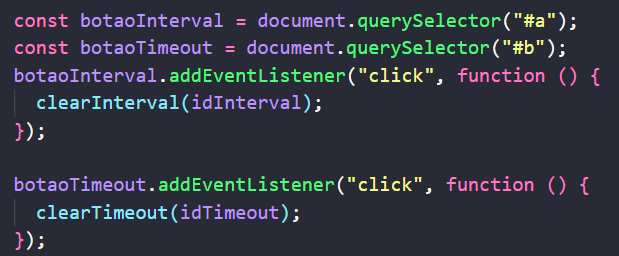 const botaoInterval = document.querySelector("#a");
const botaoTimeout = document.querySelector("#b");
botaoInterval.addEventListener("click", function () {
  clearInterval(idInterval);
});

botaoTimeout.addEventListener("click", function () {
  clearTimeout(idTimeout);
});